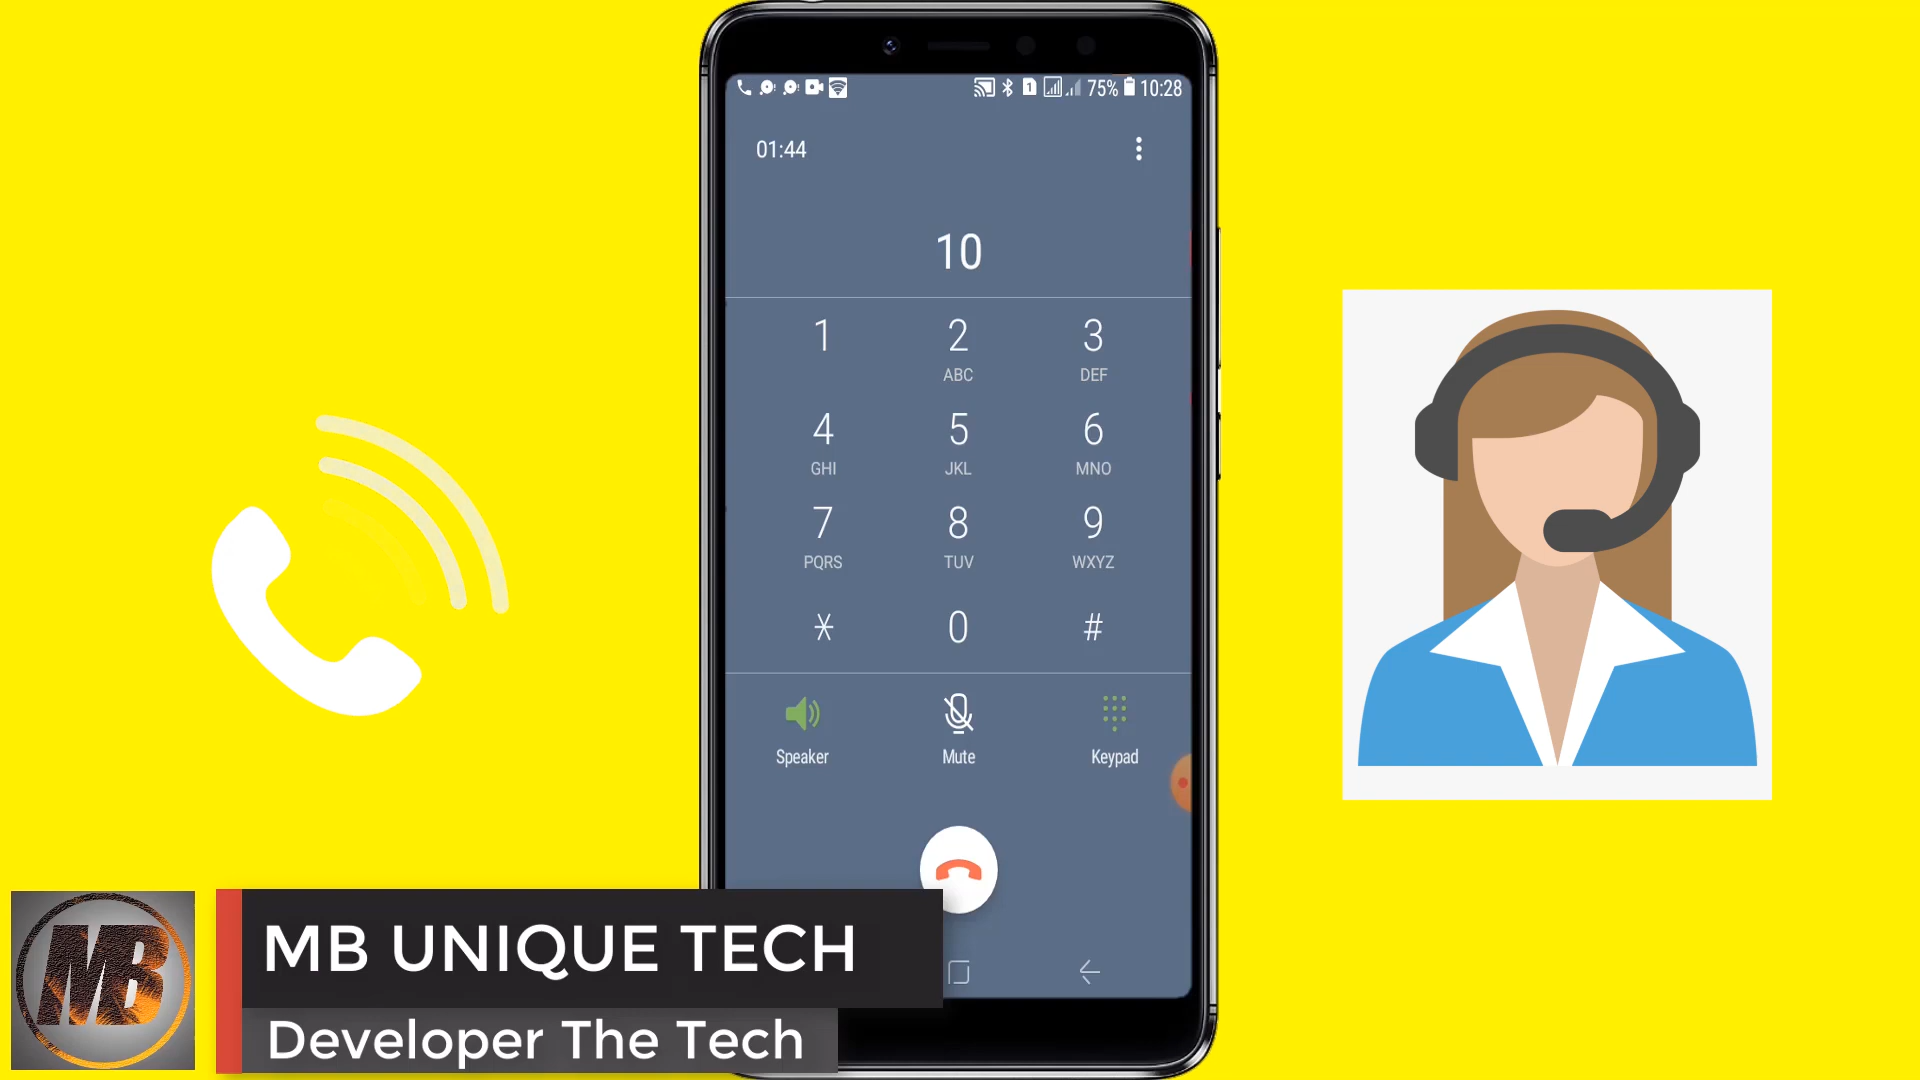 75% 10:28
01:44
10
1 2 3
ABC DEF
4 5 6
GHI JKL MNO
7 8 9
PQRS TUV WXYZ
* 0 #
Speaker Mute Keypad
MB
MB UNIQUE TECH
Developer The Tech